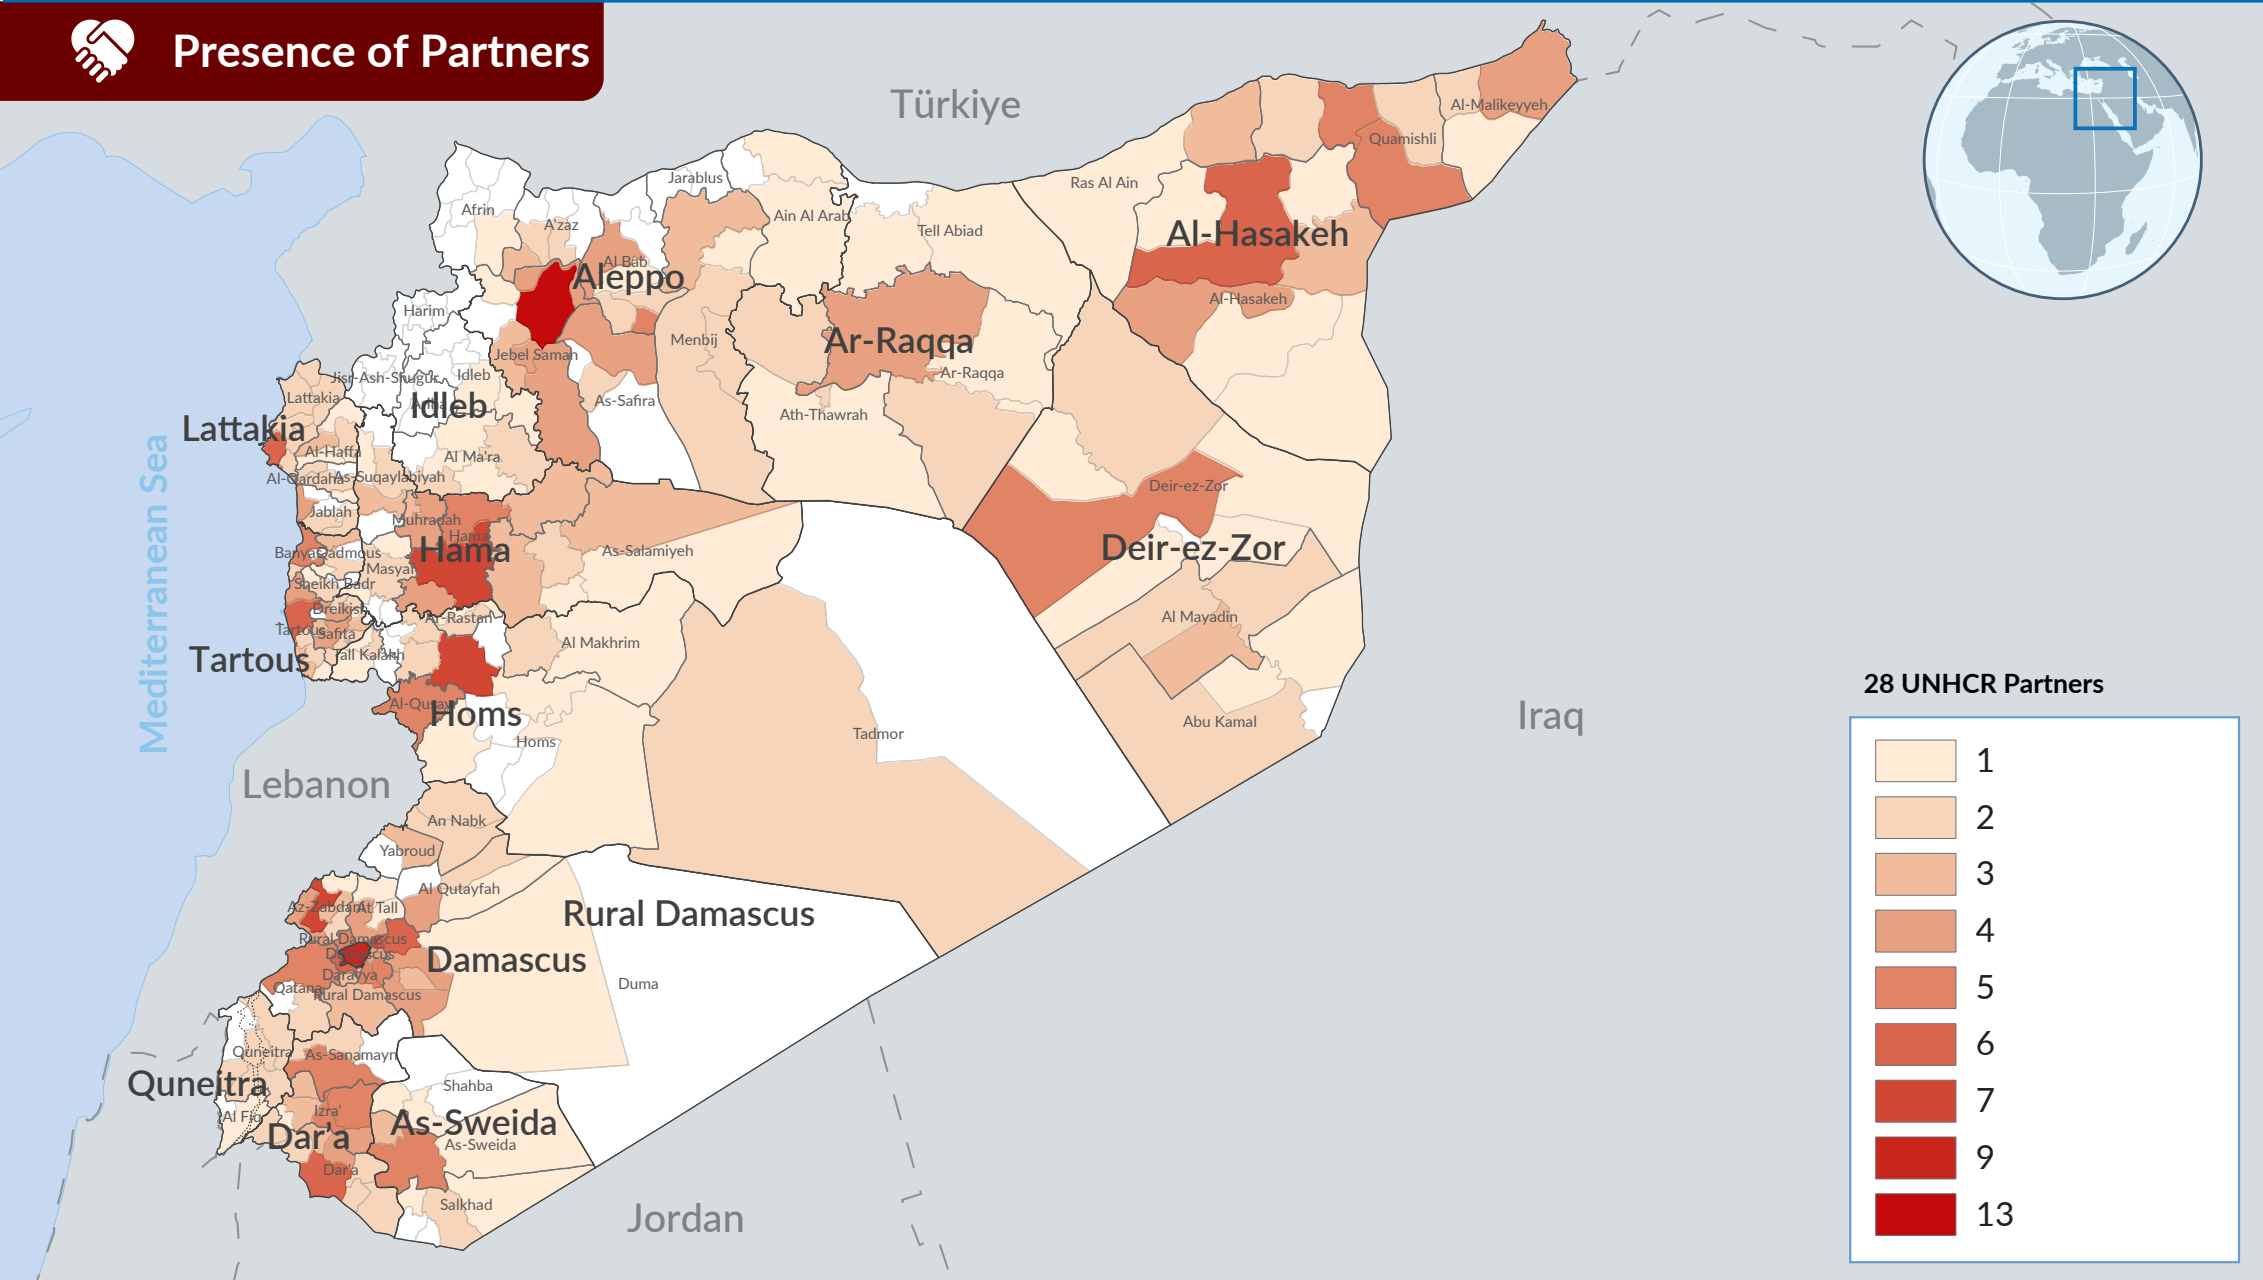 Presence of Partners
Türkiye
Al-Malikeyyeh
Quamishli
Jarablus
Ras Al Ain
Afrin
A'zaz
Ain Al Arab
Tell Abiad
Al-Hasakeh
Al Bab
Aleppo
Al-Hasakeh
Harim
Menbij
Ar-Raqqa
Jebel Saman
Idleb
Ar-Raqqa
Jisr-Ash-Shugur
Lattakia
As-Safira
Idleb
Ath-Thawrah
Lattakia
Al-Haffa
Al Ma'ra
Al-Qardaha
As-Suqaylabiyah
Deir-ez-Zor
Jablah
Muhradah
Hama
Hama
Banyas
Qadmous
As-Salamiyeh
Deir-ez-Zor
Masyaf
Sheikh Badr
Dreikish
Ar-Rastan
Al Mayadin
Tartous
Safita
Al Makhrim
Tartous
Tall Kalakh
Mediterranean Sea
Al-Qusayr
Homs
Abu Kamal
Iraq
Homs
Tadmor
Lebanon
An Nabk
Yabroud
Al Qutayfah
Az-Zabdani
At Tall
Rural Damascus
Rural Damascus
Damascus
Damascus
Darayya
Duma
Qatana
Rural Damascus
Quneitra
As-Sanamayn
Quneitra
Shahba
Al Fiq
Izra'
As-Sweida
Dar'a
As-Sweida
Dar'a
Salkhad
Jordan
28 UNHCR Partners
1
2
3
4
5
6
7
9
13